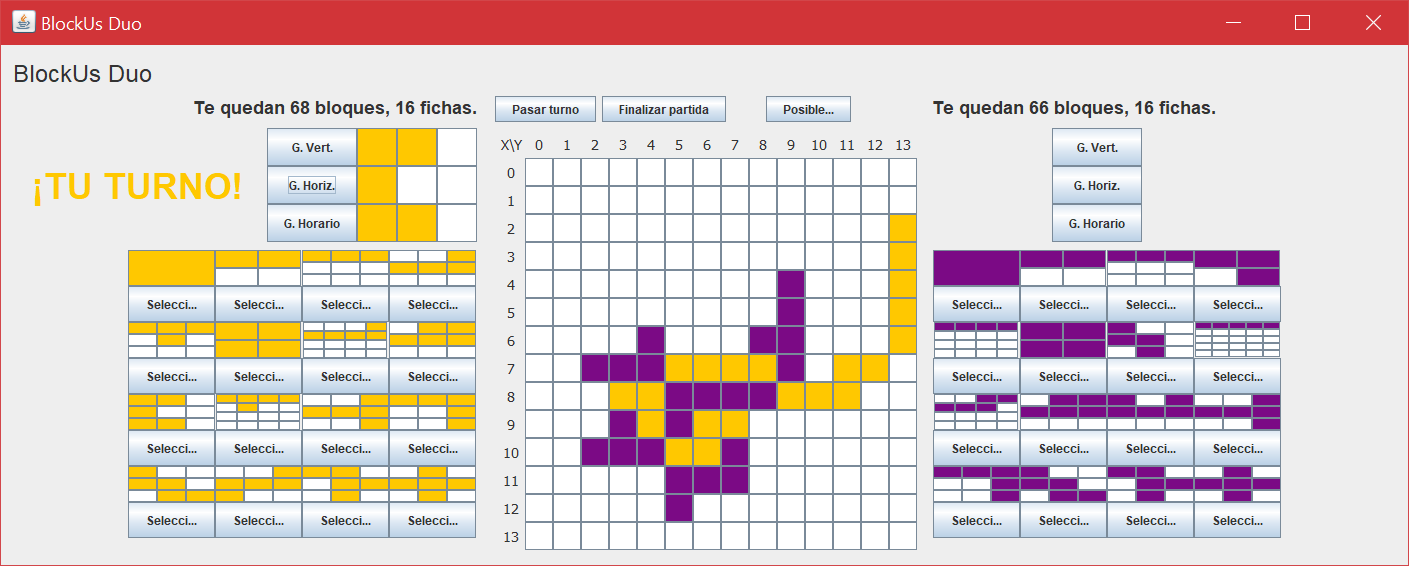 BlockUs Duo
BlockUs Duo
Te quedan 68 bloques, 16 fichas.
Pasar turno Finalizar partida Posible...
Te quedan 66 bloques, 16 fichas.
G. Vert.
G. Horiz.
G. Horario
¡TU TURNO!
Selecci... Selecci... Selecci... Selecci...
Selecci... Selecci... Selecci... Selecci...
Selecci... Selecci... Selecci... Selecci...
Selecci... Selecci... Selecci... Selecci...
X\Y 0 1 2 3 4 5 6 7 8 9 10 11 12 13
0
1
2
3
4
5
6
7
8
9
10
11
12
13
G. Vert.
G. Horiz.
G. Horario
Selecci... Selecci... Selecci... Selecci...
Selecci... Selecci... Selecci... Selecci...
Selecci... Selecci... Selecci... Selecci...
Selecci... Selecci... Selecci... Selecci...